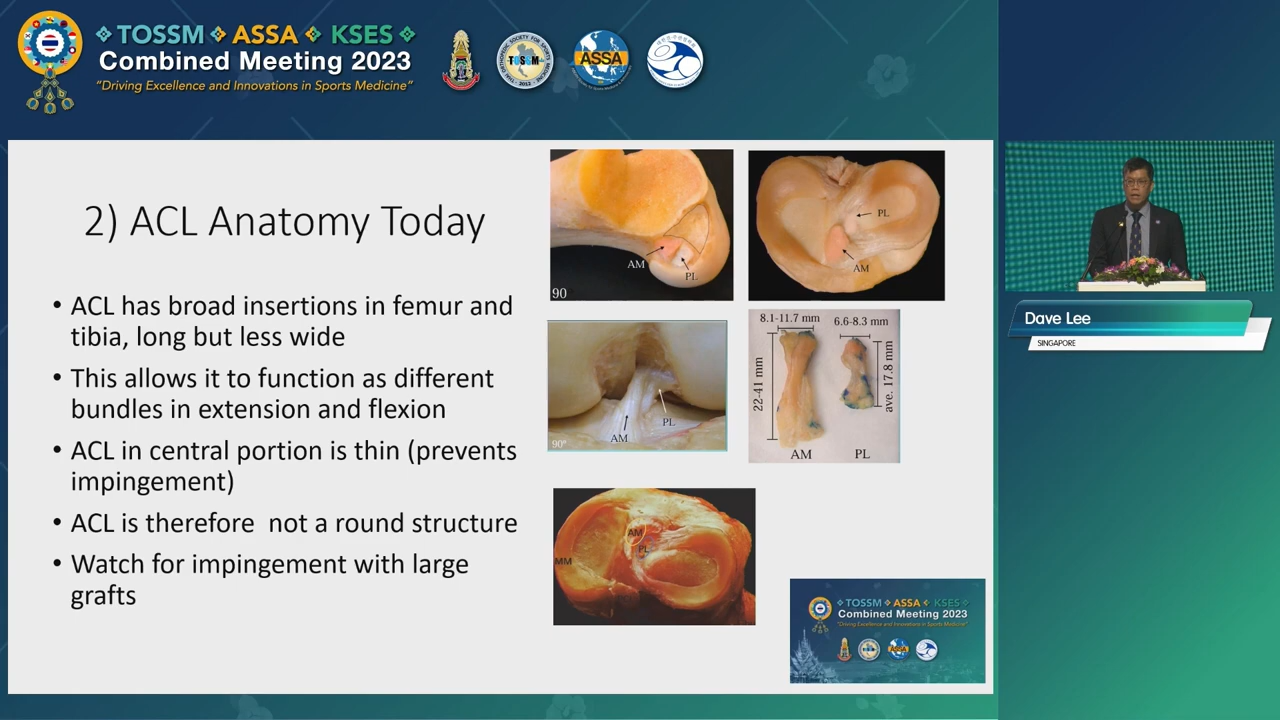 ❖ TOSSM ❖ ASSA ❖ KSES ❖
Combined Meeting 2023
"Driving Excellence and Innovations in Sports Medicine"
TOSSM
2012
ASSA
2) ACL Anatomy Today
• ACL has broad insertions in femur and
tibia, long but less wide
• This allows it to function as different
bundles in extension and flexion
• ACL in central portion is thin (prevents
impingement)
• ACL is therefore  not a round structure
• Watch for impingement with large
grafts
AM
PL
90
PL
AM
AM
PL
90°
8.1-11.7 mm
6.6-8.3 mm
22-41 mm
ave. 17.8 mm
AM
PL
AM
PL
MM
❖ TOSSM ❖ ASSA ❖ KSES ❖
Combined Meeting 2023
"Driving Excellence and Innovations in Sports Medicine"
ASSA
Dave Lee
SINGAPORE